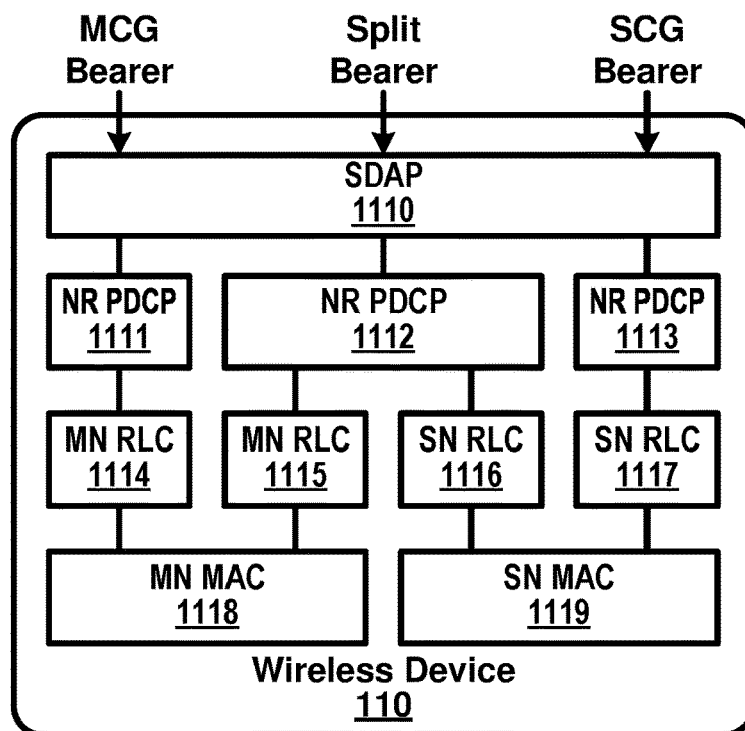 MCG
Bearer
Split
Bearer
SCG
Bearer
SDAP
1110
NR PDCP
1111
NR PDCP
1112
NR PDCP
1113
MN RLC
1114
MN RLC
1115
SN RLC
1116
SN RLC
1117
MN MAC
1118
SN MAC
1119
Wireless Device
110